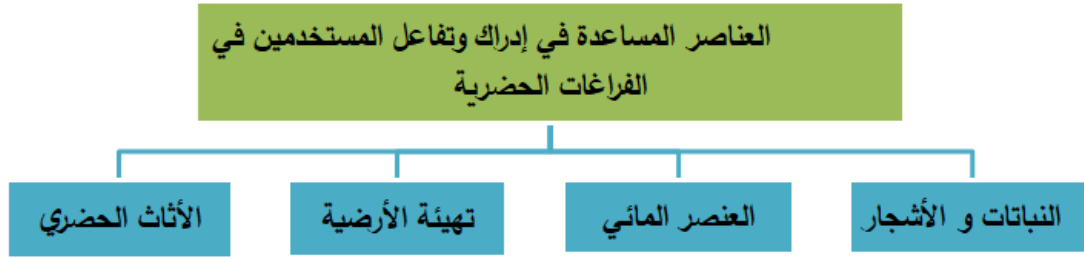 العناصر المساعدة في إدراك وتفاعل المستخدمين في
الفراغات الحضرية
النباتات و الأشجار
العنصر المائي
تهيئة الأرضية
الأثاث الحضري